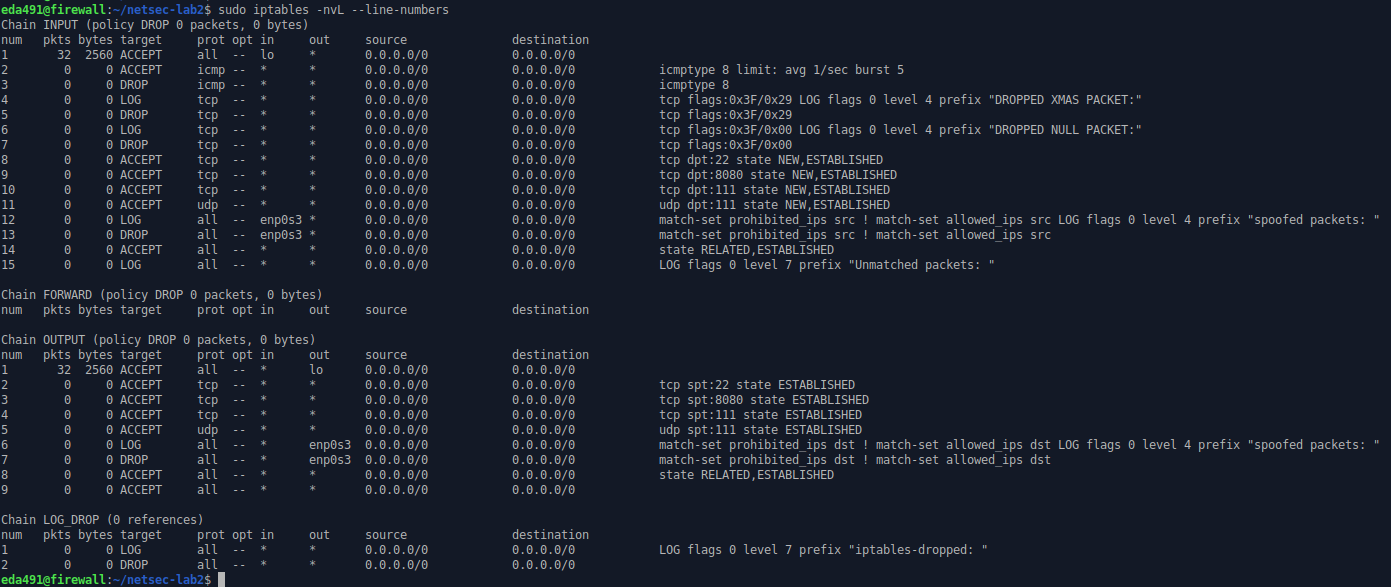 eda491@firewall:~/netsec-lab2$ sudo iptables -nvL --line-numbers
Chain INPUT (policy DROP 0 packets, 0 bytes)
num   pkts bytes target     prot opt in     out     source               destination
1       32  2560 ACCEPT     all  --  lo     *       0.0.0.0/0            0.0.0.0/0
2        0     0 ACCEPT     icmp --  *      *       0.0.0.0/0            0.0.0.0/0            icmptype 8 limit: avg 1/sec burst 5
3        0     0 DROP       icmp --  *      *       0.0.0.0/0            0.0.0.0/0            icmptype 8
4        0     0 LOG        tcp  --  *      *       0.0.0.0/0            0.0.0.0/0            tcp flags:0x3F/0x29 LOG flags 0 level 4 prefix "DROPPED XMAS PACKET:"
5        0     0 DROP       tcp  --  *      *       0.0.0.0/0            0.0.0.0/0            tcp flags:0x3F/0x29
6        0     0 LOG        tcp  --  *      *       0.0.0.0/0            0.0.0.0/0            tcp flags:0x3F/0x00 LOG flags 0 level 4 prefix "DROPPED NULL PACKET:"
7        0     0 DROP       tcp  --  *      *       0.0.0.0/0            0.0.0.0/0            tcp flags:0x3F/0x00
8        0     0 ACCEPT     tcp  --  *      *       0.0.0.0/0            0.0.0.0/0            tcp dpt:22 state NEW,ESTABLISHED
9        0     0 ACCEPT     tcp  --  *      *       0.0.0.0/0            0.0.0.0/0            tcp dpt:8080 state NEW,ESTABLISHED
10       0     0 ACCEPT     tcp  --  *      *       0.0.0.0/0            0.0.0.0/0            tcp dpt:111 state NEW,ESTABLISHED
11       0     0 ACCEPT     udp  --  *      *       0.0.0.0/0            0.0.0.0/0            udp dpt:111 state NEW,ESTABLISHED
12       0     0 LOG        all  --  enp0s3 *       0.0.0.0/0            0.0.0.0/0            match-set prohibited_ips src ! match-set allowed_ips src LOG flags 0 level 4 prefix "spoofed packets: "
13       0     0 DROP       all  --  enp0s3 *       0.0.0.0/0            0.0.0.0/0            match-set prohibited_ips src ! match-set allowed_ips src
14       0     0 ACCEPT     all  --  *      *       0.0.0.0/0            0.0.0.0/0            state RELATED,ESTABLISHED
15       0     0 LOG        all  --  *      *       0.0.0.0/0            0.0.0.0/0            LOG flags 0 level 7 prefix "Unmatched packets: "
Chain FORWARD (policy DROP 0 packets, 0 bytes)
num   pkts bytes target     prot opt in     out     source               destination
Chain OUTPUT (policy DROP 0 packets, 0 bytes)
num   pkts bytes target     prot opt in     out     source               destination
1       32  2560 ACCEPT     all  --  *      lo      0.0.0.0/0            0.0.0.0/0
2        0     0 ACCEPT     tcp  --  *      *       0.0.0.0/0            0.0.0.0/0            tcp spt:22 state ESTABLISHED
3        0     0 ACCEPT     tcp  --  *      *       0.0.0.0/0            0.0.0.0/0            tcp spt:8080 state ESTABLISHED
4        0     0 ACCEPT     tcp  --  *      *       0.0.0.0/0            0.0.0.0/0            tcp spt:111 state ESTABLISHED
5        0     0 ACCEPT     udp  --  *      *       0.0.0.0/0            0.0.0.0/0            udp spt:111 state ESTABLISHED
6        0     0 LOG        all  --  *      enp0s3  0.0.0.0/0            0.0.0.0/0            match-set prohibited_ips dst ! match-set allowed_ips dst LOG flags 0 level 4 prefix "spoofed packets: "
7        0     0 DROP       all  --  *      enp0s3  0.0.0.0/0            0.0.0.0/0            match-set prohibited_ips dst ! match-set allowed_ips dst
8        0     0 ACCEPT     all  --  *      *       0.0.0.0/0            0.0.0.0/0            state RELATED,ESTABLISHED
9        0     0 ACCEPT     all  --  *      *       0.0.0.0/0            0.0.0.0/0
Chain LOG_DROP (0 references)
num   pkts bytes target     prot opt in     out     source               destination
1        0     0 LOG        all  --  *      *       0.0.0.0/0            0.0.0.0/0            LOG flags 0 level 7 prefix "iptables-dropped: "
2        0     0 DROP       all  --  *      *       0.0.0.0/0            0.0.0.0/0
eda491@firewall:~/netsec-lab2$